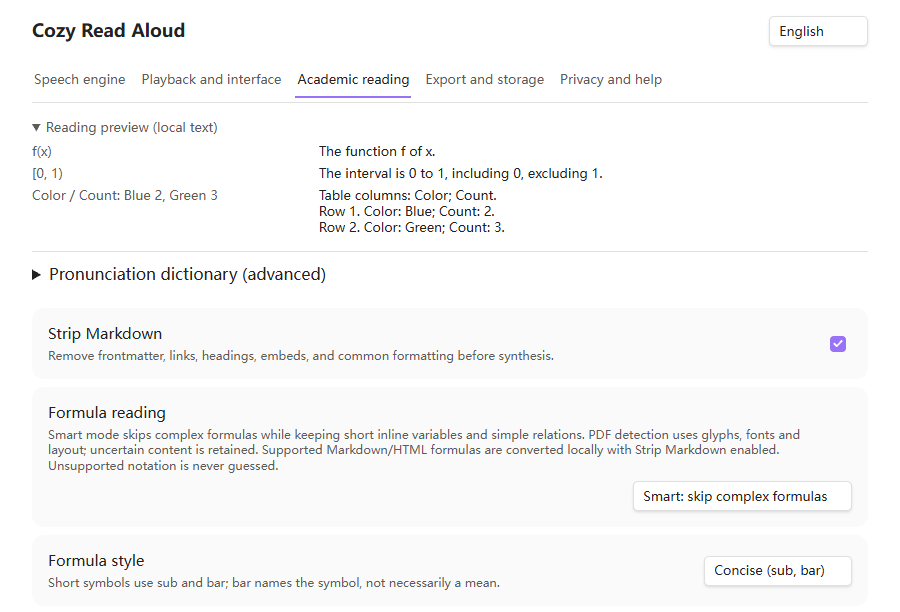 Cozy Read Aloud
English
Speech engine Playback and interface Academic reading Export and storage Privacy and help
▼ Reading preview (local text)
f(x) The function f of x.
[0, 1) The interval is 0 to 1, including 0, excluding 1.
Color / Count: Blue 2, Green 3 Table columns: Color; Count.
Row 1. Color: Blue; Count: 2.
Row 2. Color: Green; Count: 3.
▶ Pronunciation dictionary (advanced)
Strip Markdown
Remove frontmatter, links, headings, embeds, and common formatting before synthesis.
Formula reading
Smart mode skips complex formulas while keeping short inline variables and simple relations. PDF detection uses glyphs, fonts and
layout; uncertain content is retained. Supported Markdown/HTML formulas are converted locally with Strip Markdown enabled.
Unsupported notation is never guessed.
Smart: skip complex formulas
Formula style
Short symbols use sub and bar; bar names the symbol, not necessarily a mean.
Concise (sub, bar)